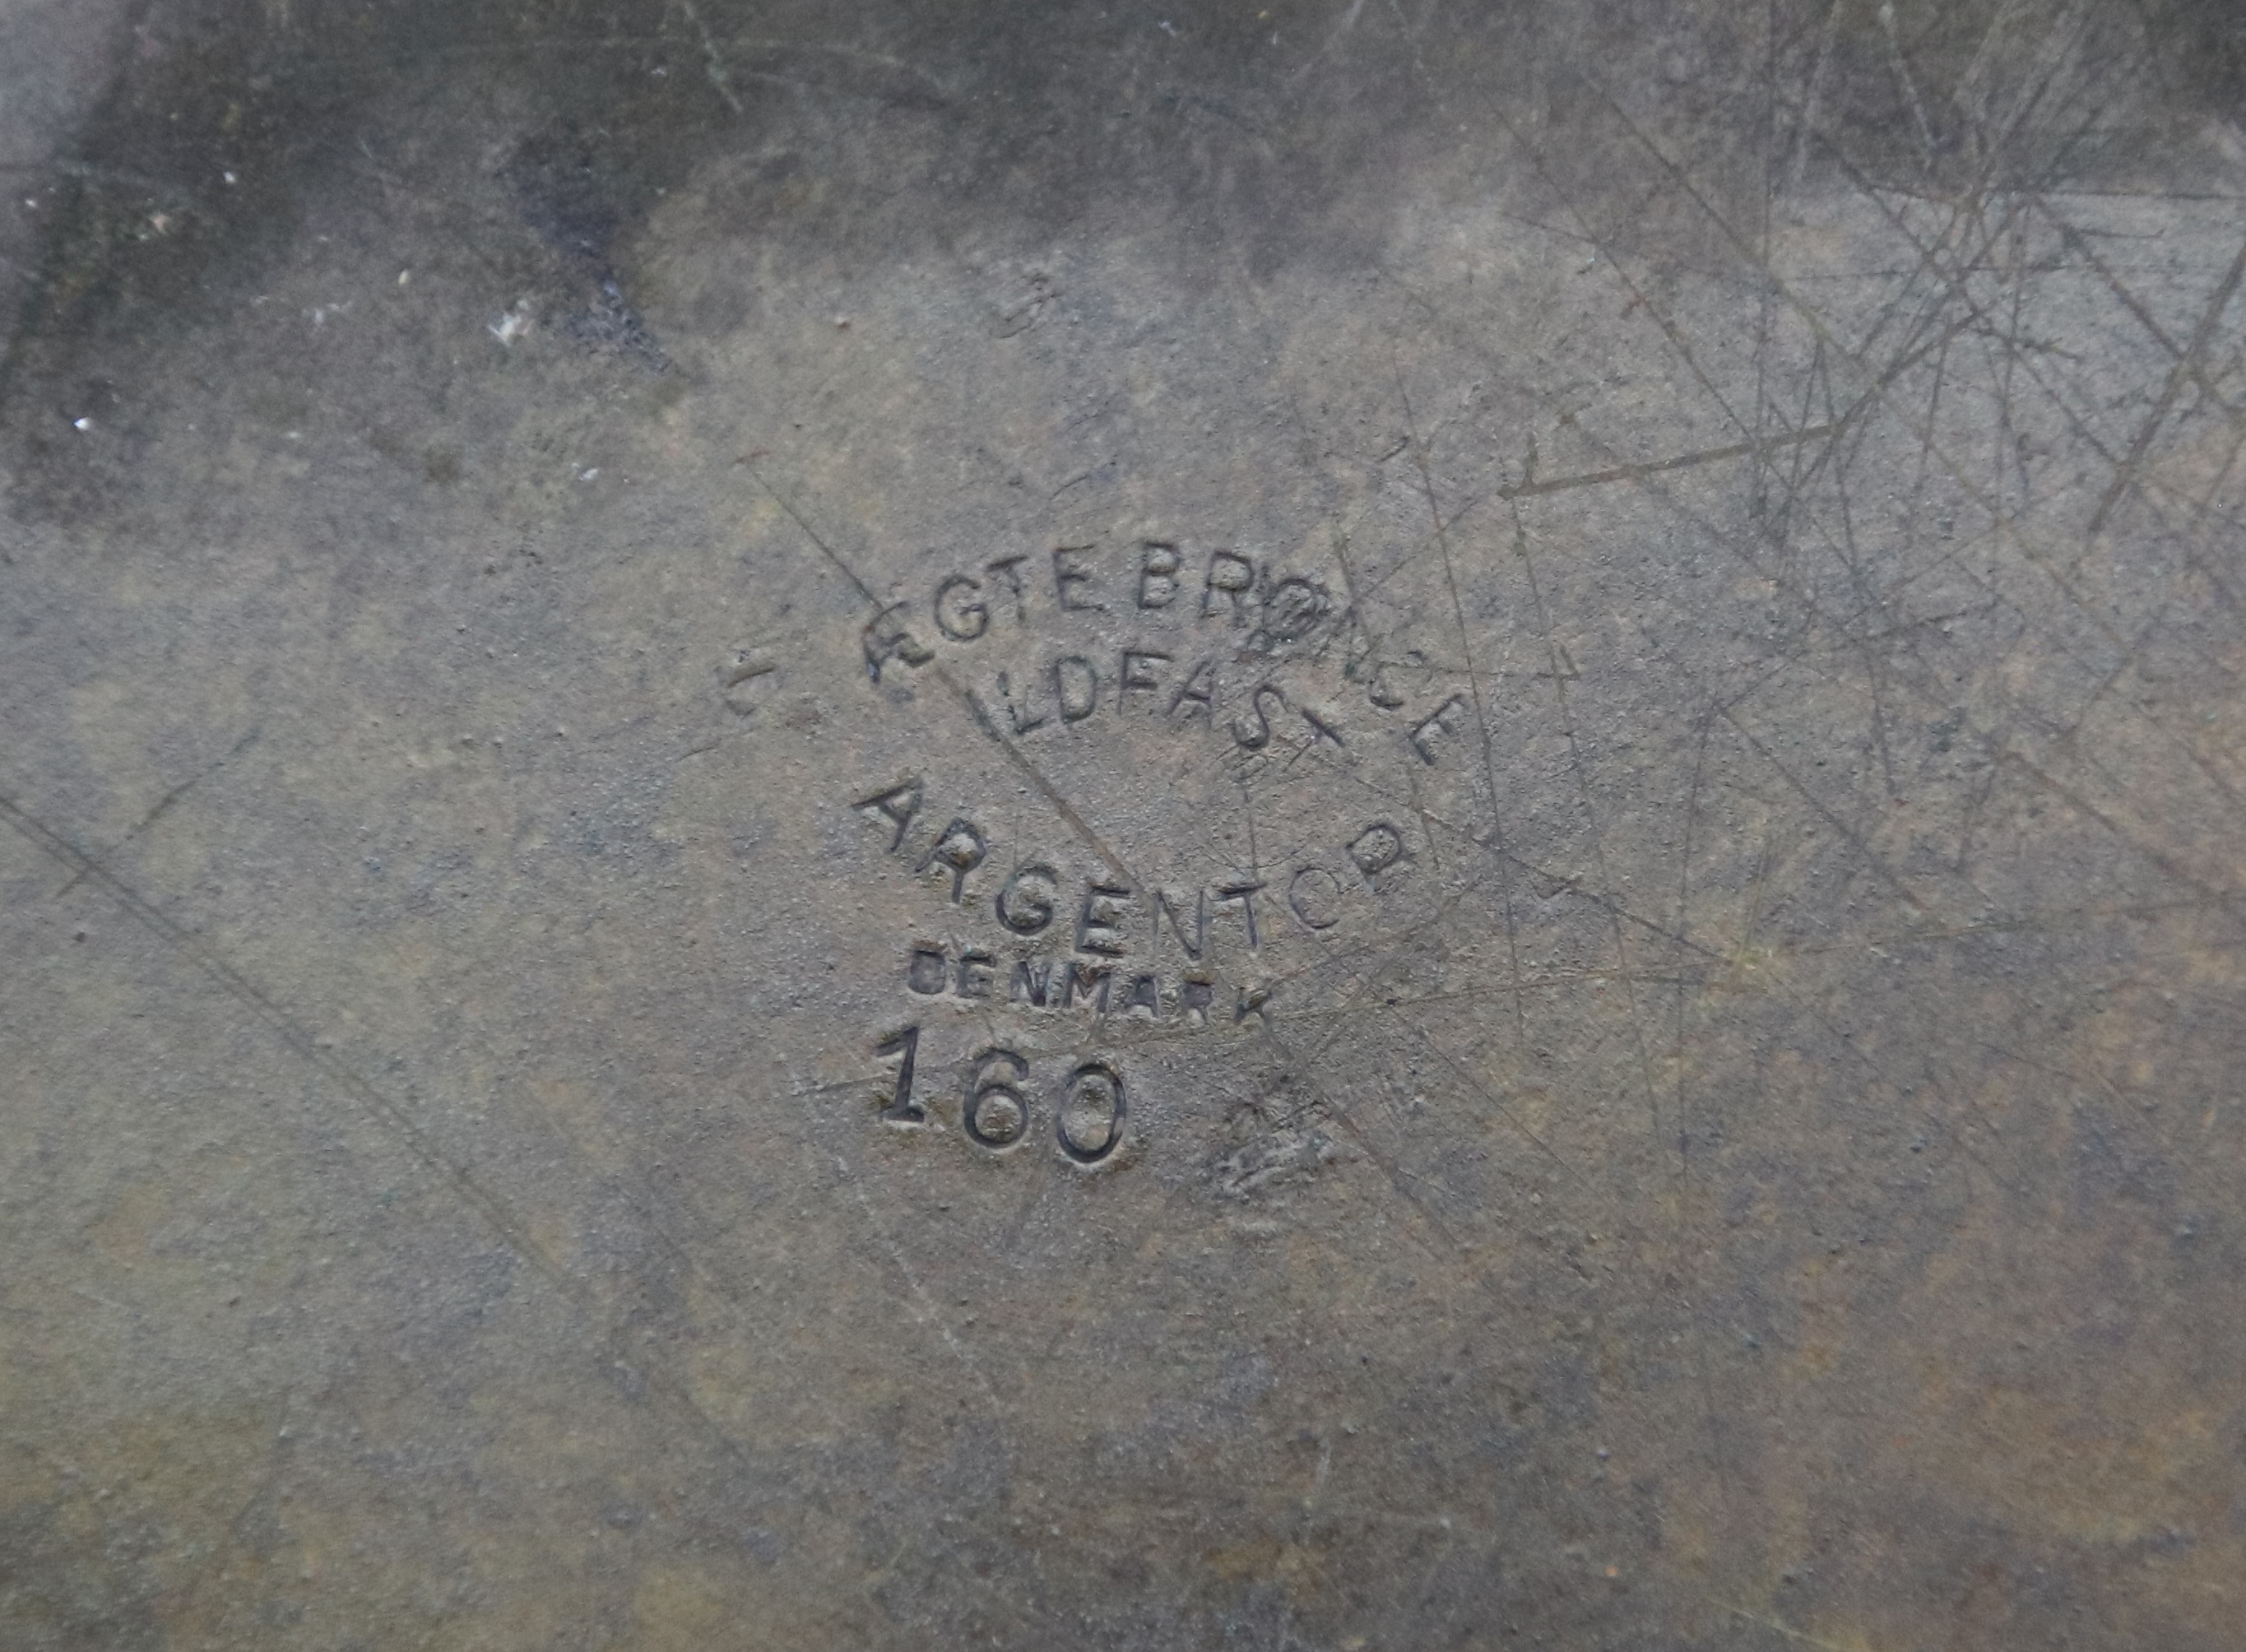 ÆGTE BRONCE
ILDFAST
ARGENTOR
DENMARK
160